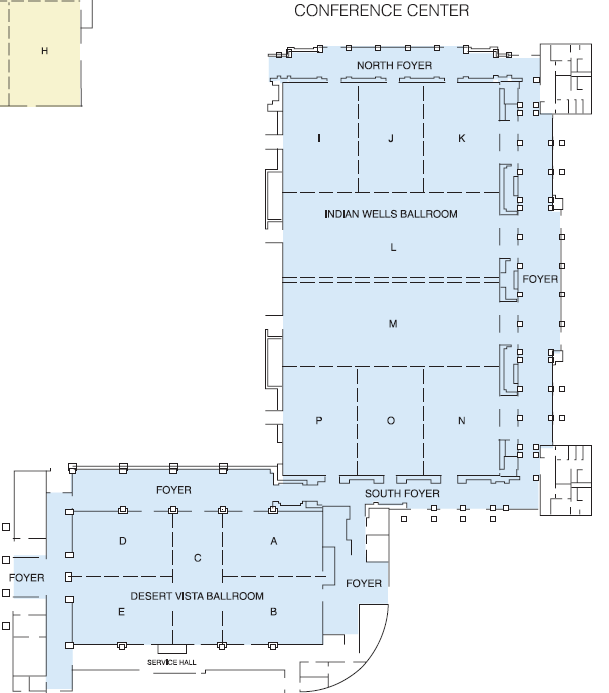 CONFERENCE CENTER
H
NORTH FOYER
I J K
INDIAN WELLS BALLROOM
L
FOYER
M
P O N
FOYER
SOUTH FOYER
D C A
FOYER
FOYER
DESERT VISTA BALLROOM
E B
SERVICE HALL